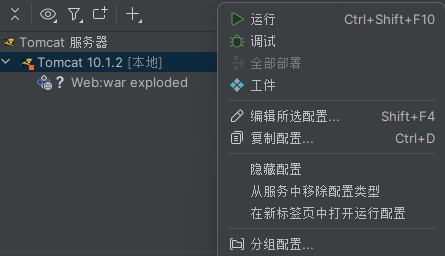 Tomcat 服务器
Tomcat 10.1.2 [本地]
? Web:war exploded
运行 Ctrl+Shift+F10
调试
全部部署
工件
编辑所选配置... Shift+F4
复制配置... Ctrl+D
隐藏配置
从服务中移除配置类型
在新标签页中打开运行配置
分组配置...